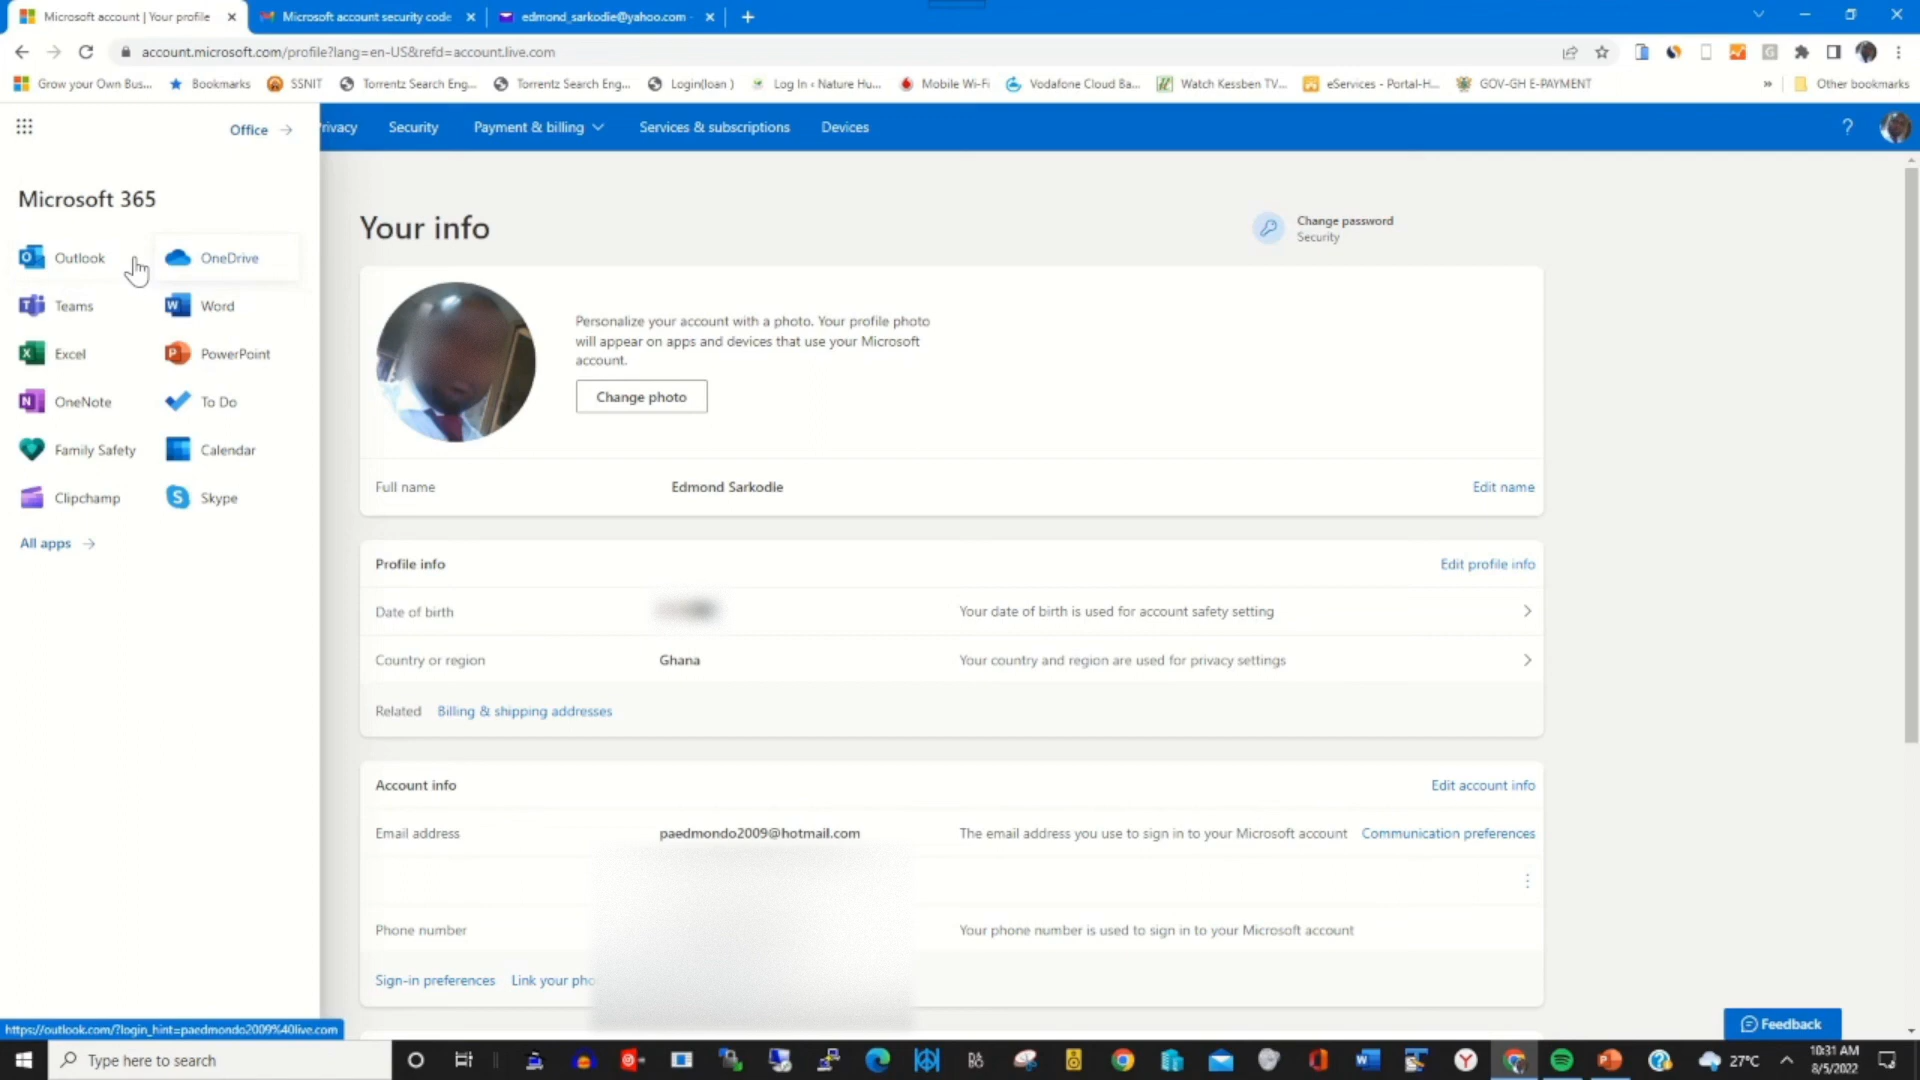 Microsoft account | Your profile
Microsoft account security code
edmond_sarkodie@yahoo.com -
account.microsoft.com/profile?lang=en-US&refd=account.live.com
Grow your Own Bus... Bookmarks SSNIT Torrentz Search Eng... Torrentz Search Eng... Login(loan ) Log In ‹ Nature Hu... Mobile Wi-Fi Vodafone Cloud Ba... Watch Kessben TV... eServices - Portal-H... GOV-GH E-PAYMENT » Other bookmarks
Office → rivacy Security Payment & billing Services & subscriptions Devices ?
Microsoft 365
Outlook OneDrive
Teams Word
Excel PowerPoint
OneNote To Do
Family Safety Calendar
Clipchamp Skype
All apps →
Your info
Change password
Security
Personalize your account with a photo. Your profile photo
will appear on apps and devices that use your Microsoft
account.
Change photo
Full name Edmond Sarkodie Edit name
Profile info Edit profile info
Date of birth Your date of birth is used for account safety setting
Country or region Ghana Your country and region are used for privacy settings
Related Billing & shipping addresses
Account info Edit account info
Email address paedmondo2009@hotmail.com The email address you use to sign in to your Microsoft account Communication preferences
Phone number Your phone number is used to sign in to your Microsoft account
Sign-in preferences Link your pho
Feedback
https://outlook.com/?login_hint=paedmondo2009%40live.com
Type here to search
27°C
10:31 AM
8/5/2022